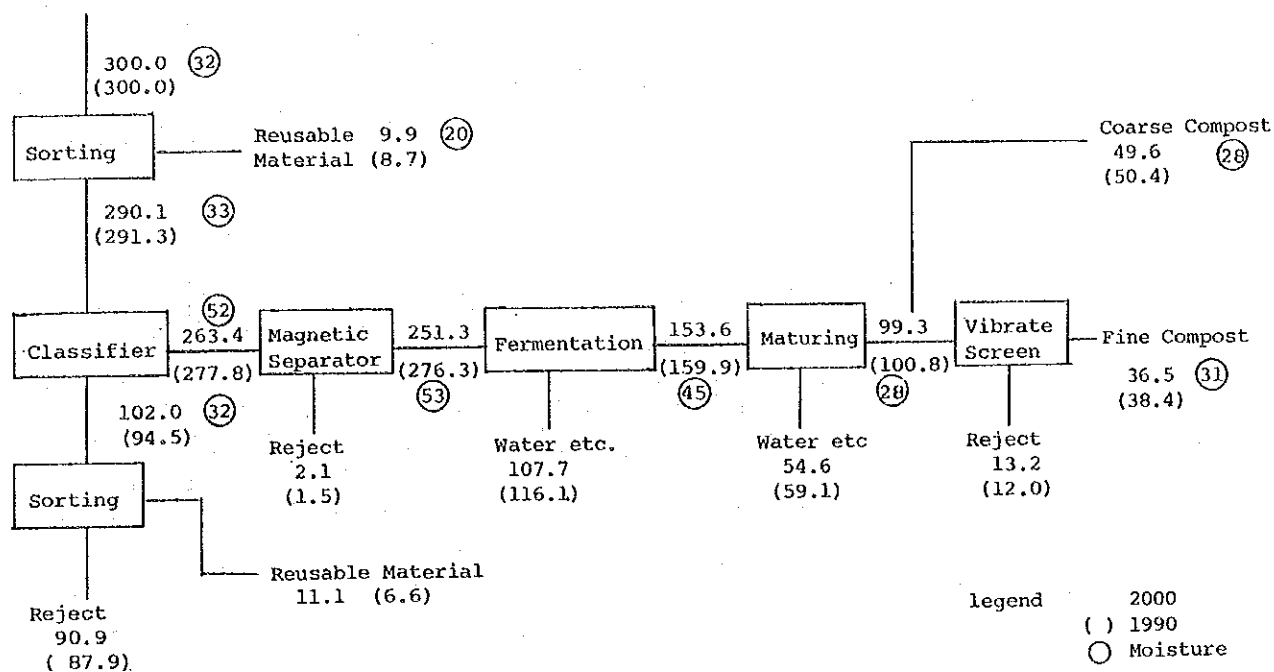 300.0 32
(300.0)
Sorting
Reusable 9.9 20
Material (8.7)
Coarse Compost
49.6 28
(50.4)
290.1 33
(291.3)
Classifier
52
263.4
(277.8)
Magnetic
Separator
251.3
(276.3)
53
Fermentation
153.6
(159.9)
45
Maturing
99.3
(100.8)
28
Vibrate
Screen
Fine Compost
36.5 31
(38.4)
102.0 32
(94.5)
Reject
2.1
(1.5)
Water etc.
107.7
(116.1)
Water etc
54.6
(59.1)
Reject
13.2
(12.0)
Sorting
Reusable Material
11.1 (6.6)
Reject
90.9
( 87.9)
legend 2000
( ) 1990
Moisture